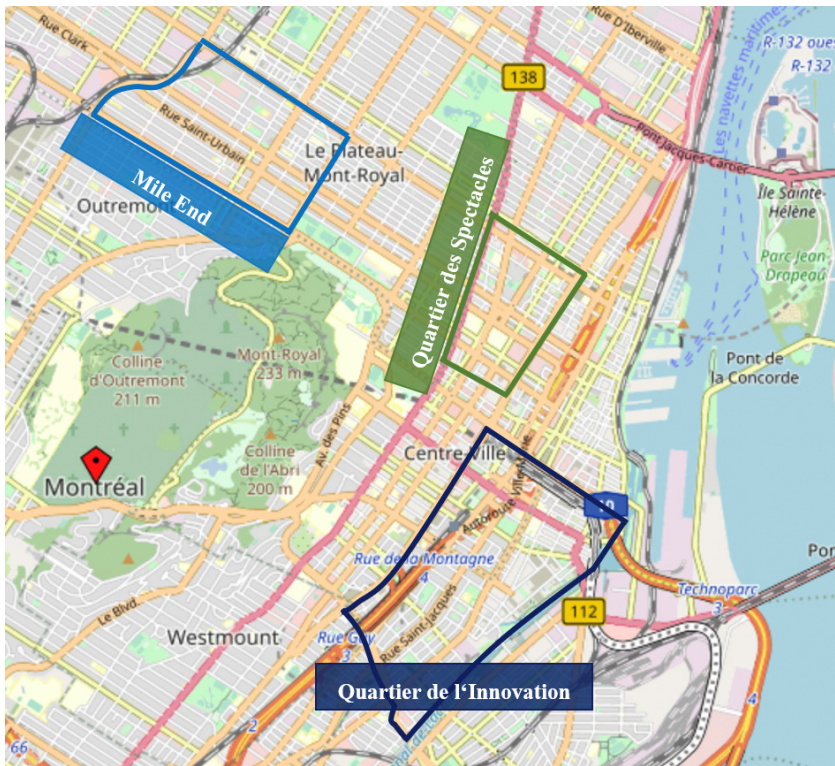 Rue Clark
Rue D'Iberville
R-132 oues
R-132
Les navettes maritimes
138
Pont Jacques-Cartier
Rue Saint-Urbain
Le Plateau-
Mont-Royal
Mile End
Outremont
Quartier des Spectacles
Île Sainte-
Hélène
Parc Jean-
Drapeau
Colline
d'Outremont
211 m
Mont-Royal
233 m
Pont de
la Concorde
Av. des Pins
Colline
de l'Abri
200 m
Centre-Ville
Montréal
Autoroute Ville-Marie
10
Rue de la Montagne
4
Pon
Technoparc
3
Le Blvd.
112
Rue Saint-Jacques
Westmount
Rue Guy
3
Quartier de l'Innovation
4
2
66